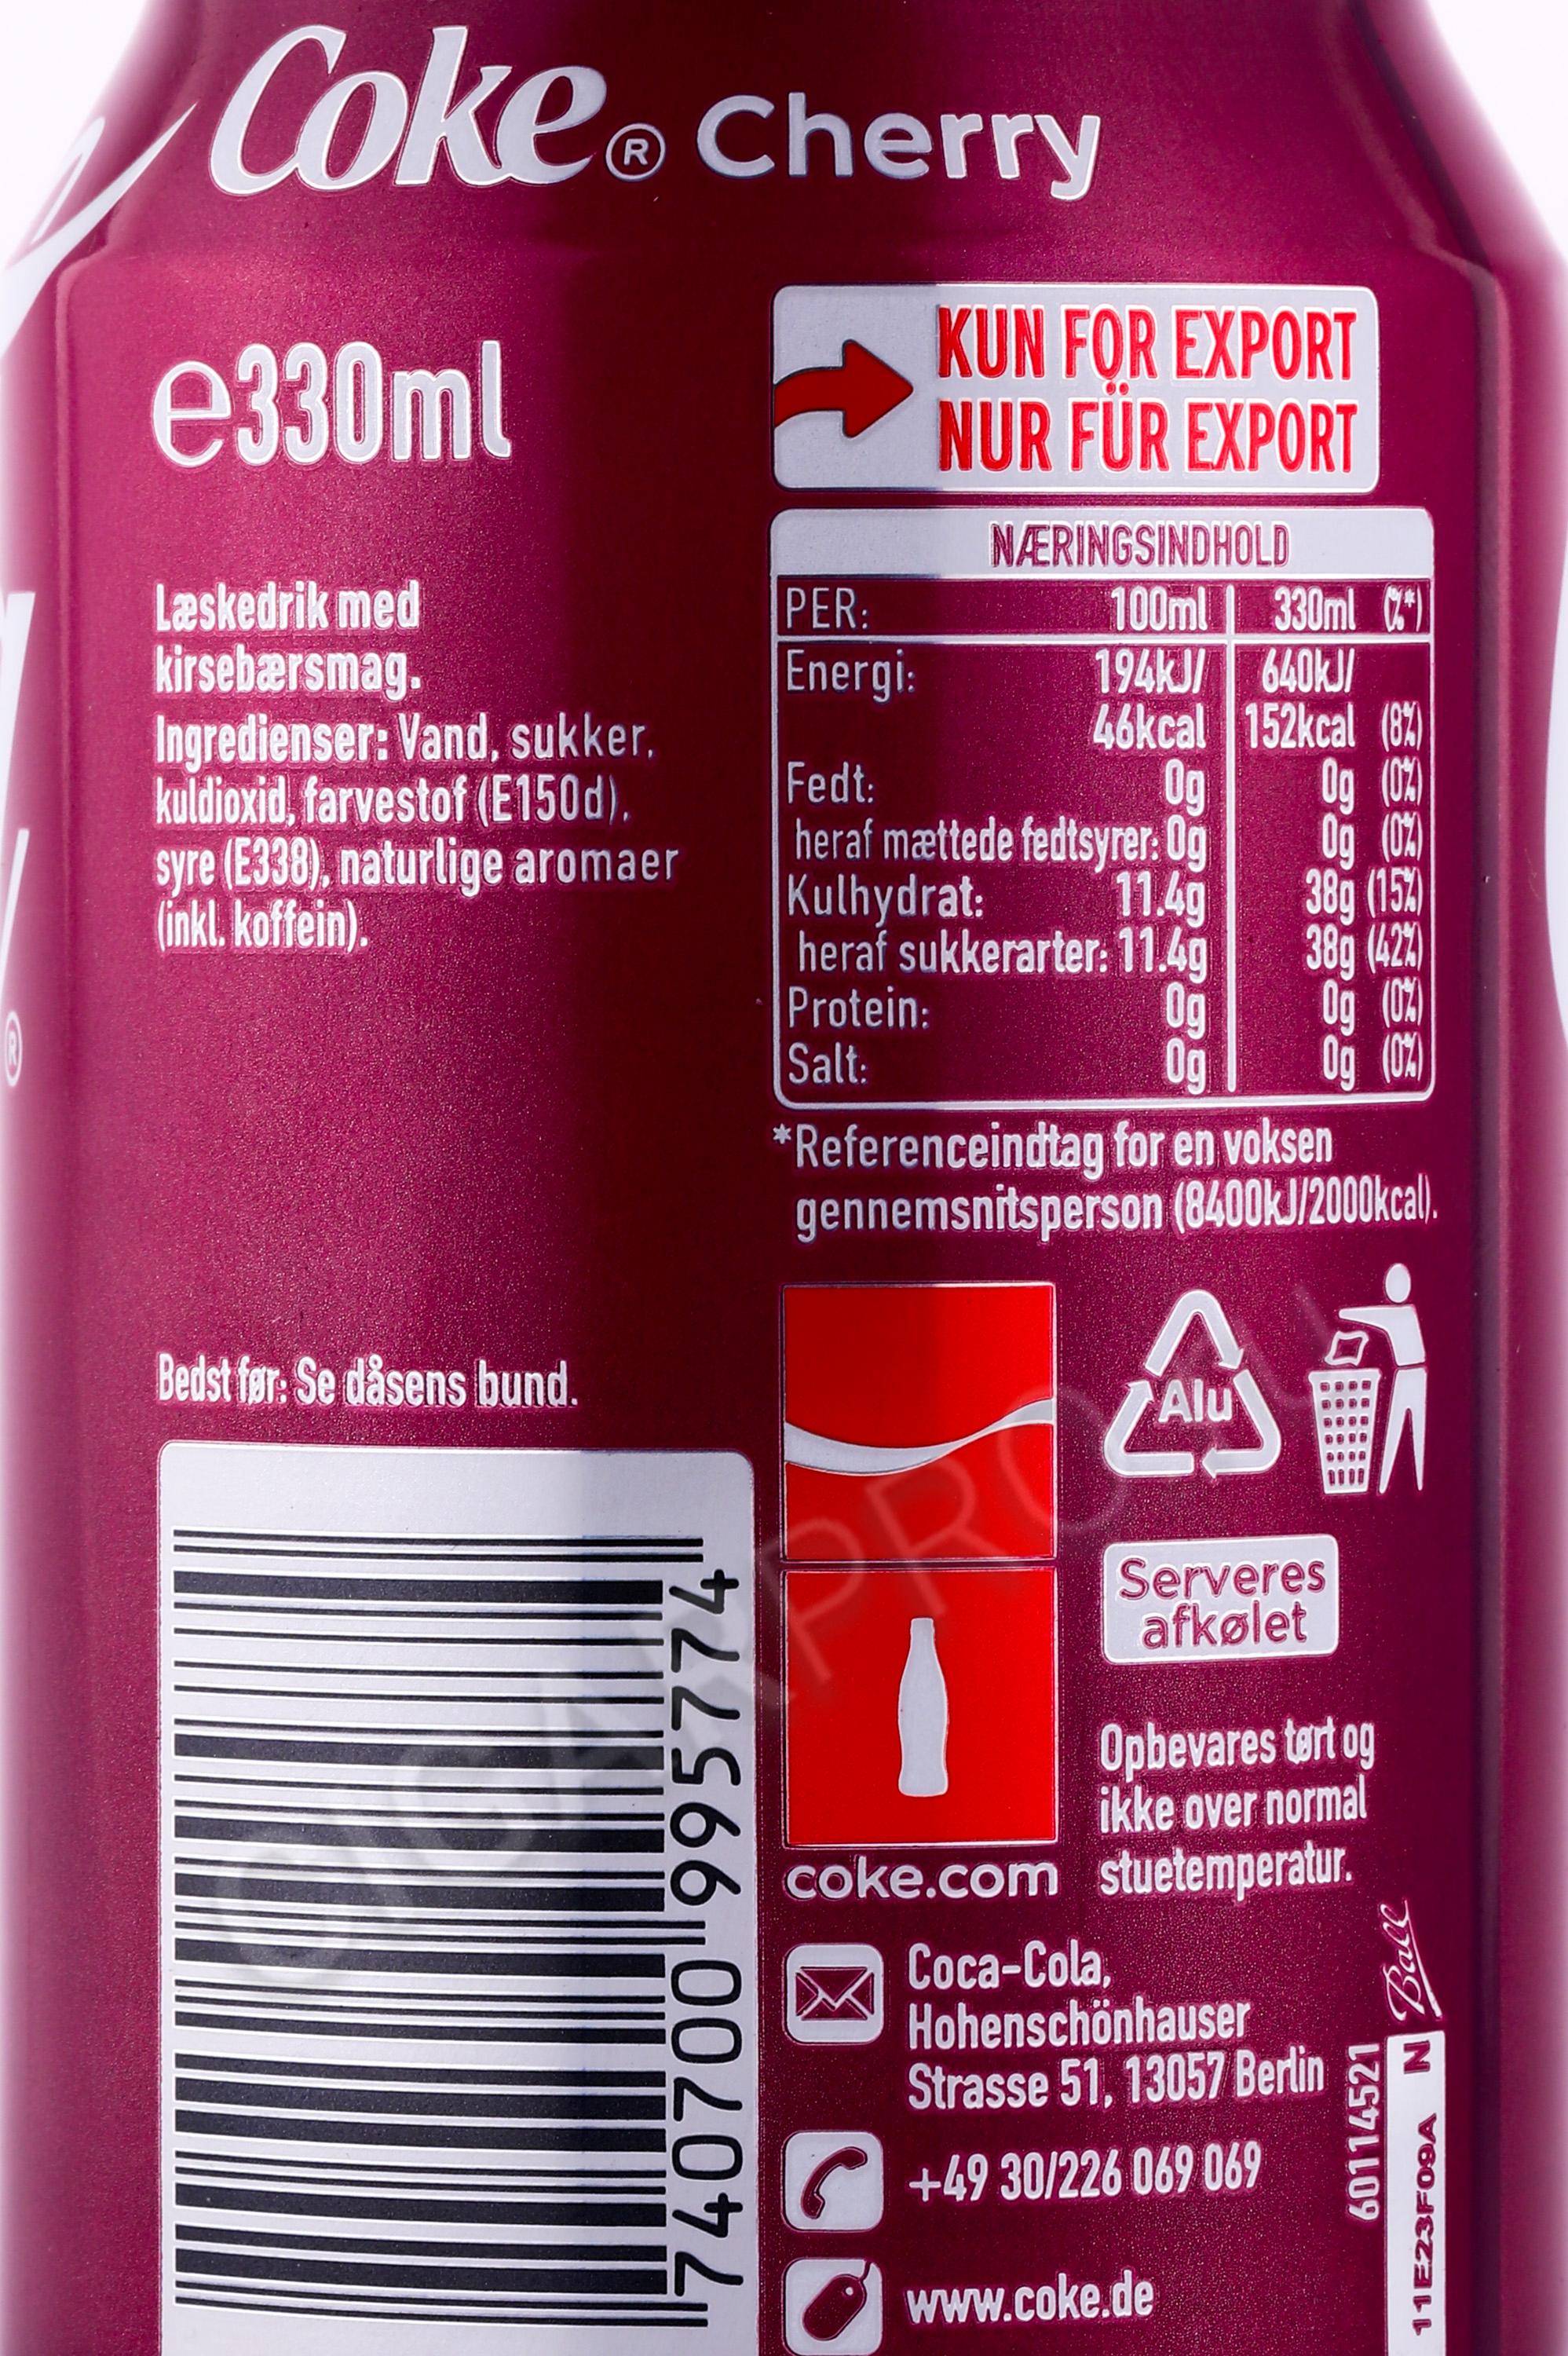 Coke® Cherry
e330ml
Læskedrik med
kirsebærsmag.
Ingredienser: Vand, sukker,
kuldioxid, farvestof (E150d),
syre (E338), naturlige aromaer
(inkl. koffein).
Bedst før: Se dåsens bund.
7 40700 995774
KUN FOR EXPORT
NUR FÜR EXPORT
NÆRINGSINDHOLD
PER: 100ml 330ml (%*)
Energi: 194kJ/ 640kJ/
46kcal 152kcal (8%)
Fedt: 0g 0g (0%)
heraf mættede fedtsyrer: 0g 0g (0%)
Kulhydrat: 11.4g 38g (15%)
heraf sukkerarter: 11.4g 38g (42%)
Protein: 0g 0g (0%)
Salt: 0g 0g (0%)
*Referenceindtag for en voksen
gennemsnitsperson (8400kJ/2000kcal).
Alu
Serveres
afkølet
Opbevares tørt og
ikke over normal
stuetemperatur.
coke.com
Coca-Cola,
Hohenschönhauser
Strasse 51, 13057 Berlin
+49 30/226 069 069
www.coke.de
Ball
60114521
11E23F09A N
®